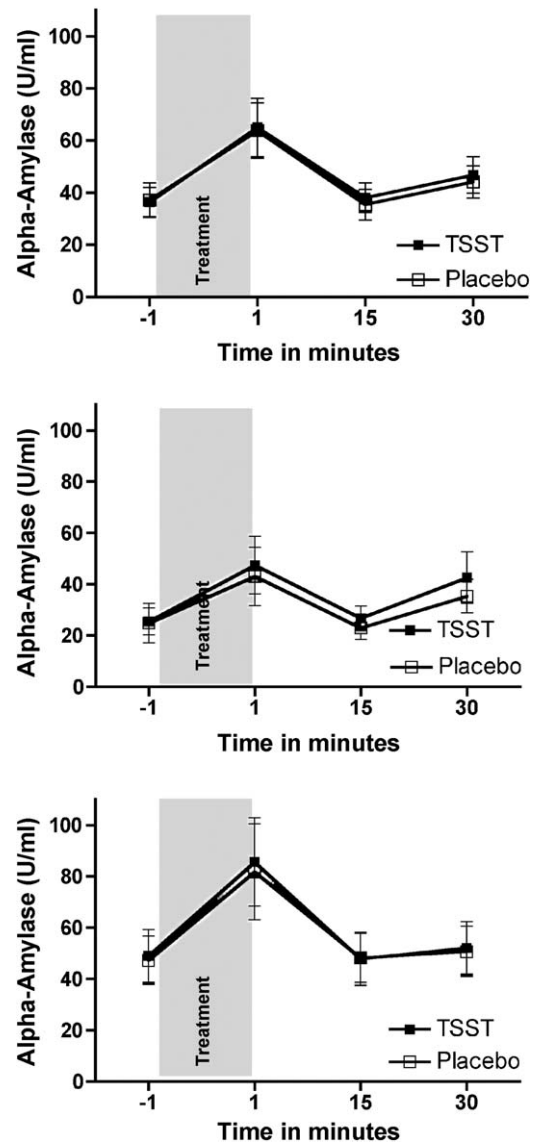 Alpha-Amylase (U/ml)
100
80
60
40
20
0
Treatment
TSST
Placebo
-1 1 15 30
Time in minutes
Alpha-Amylase (U/ml)
100
80
60
40
20
0
Treatment
TSST
Placebo
-1 1 15 30
Time in minutes
Alpha-Amylase (U/ml)
100
80
60
40
20
0
Treatment
TSST
Placebo
-1 1 15 30
Time in minutes